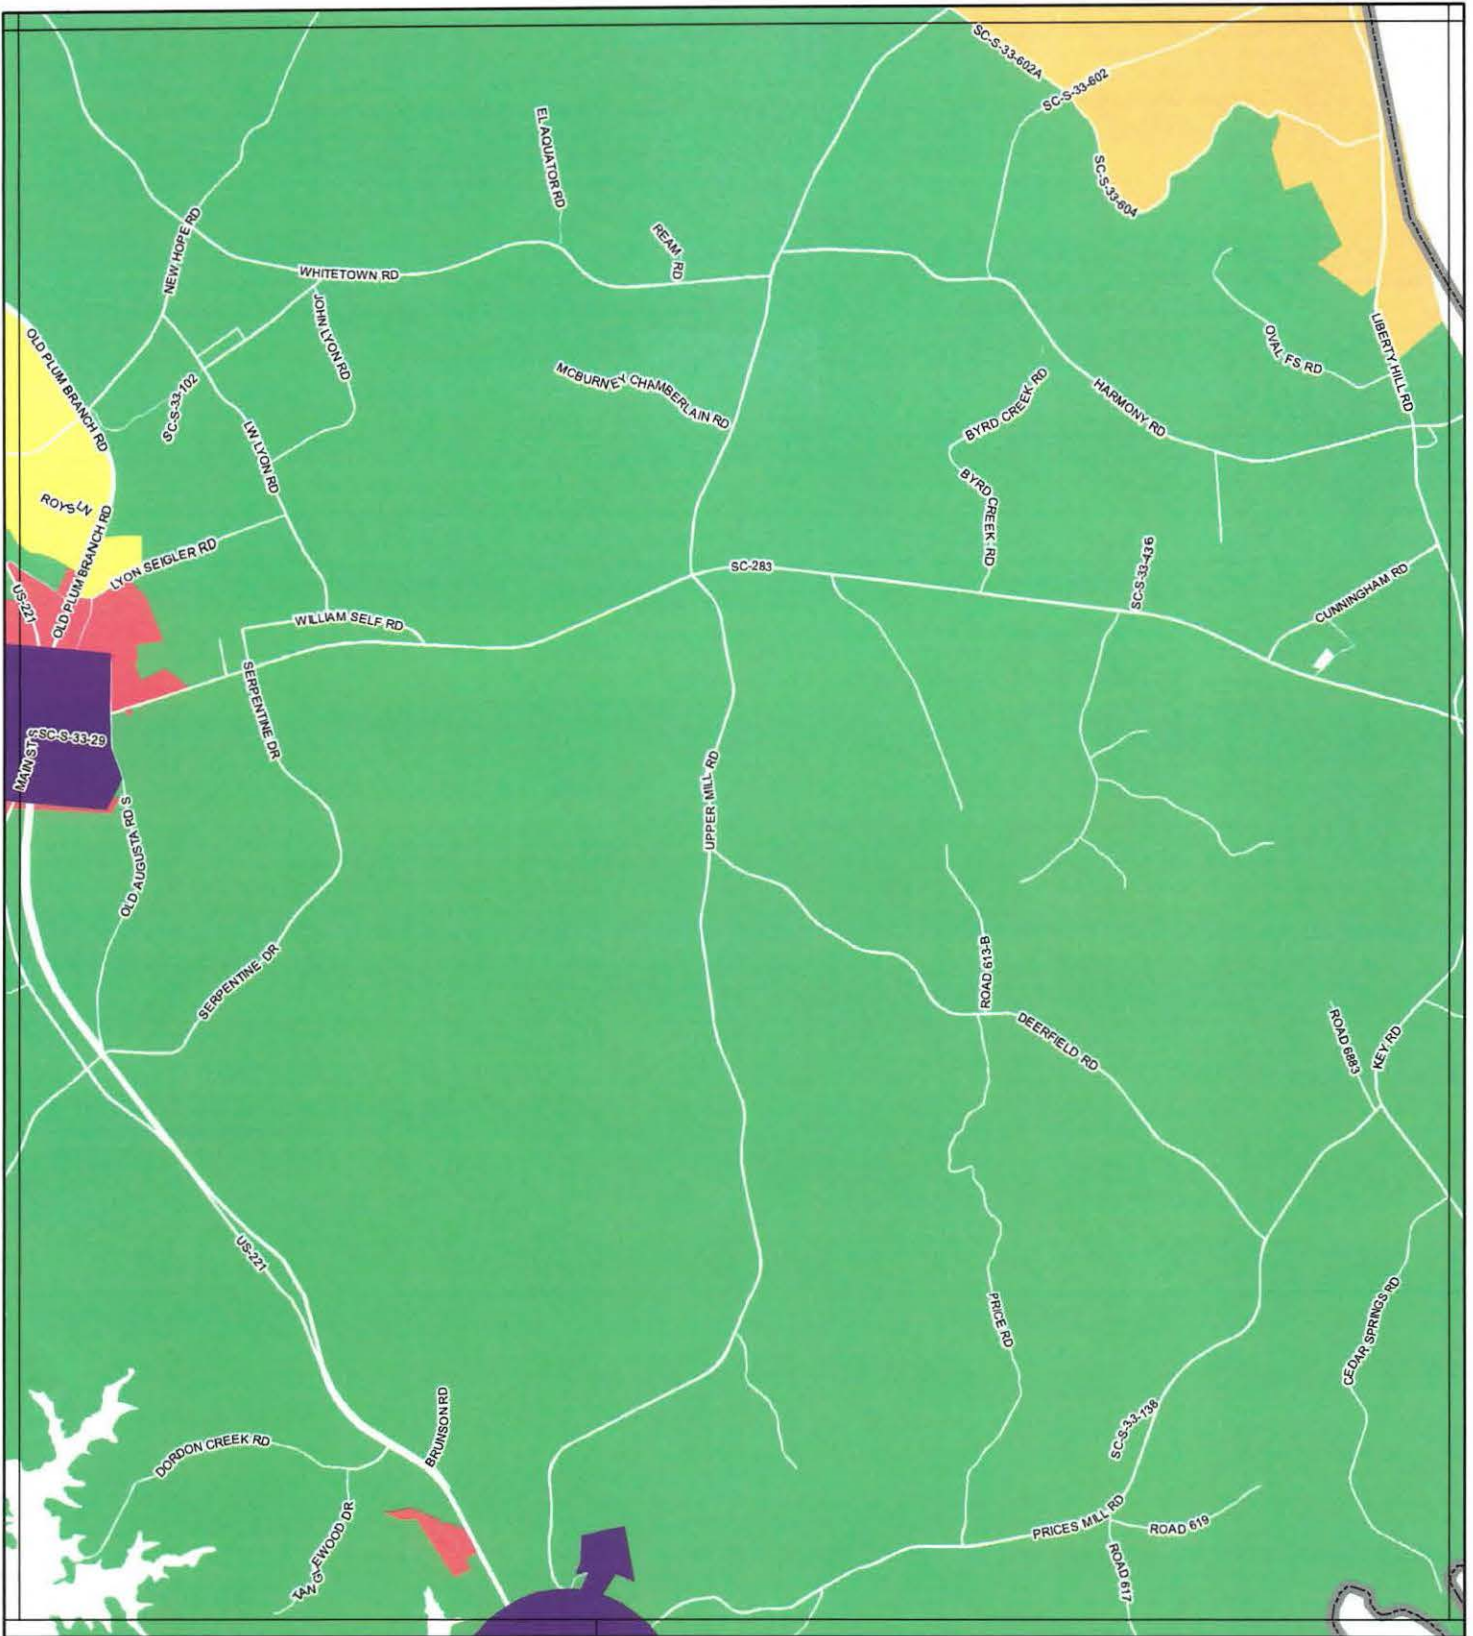 SC-S-33-602A
SC-S-33-602
EL AQUATOR RD
SC-S-33-604
NEW HOPE RD
REAM RD
WHITETOWN RD
JOHN LYON RD
OLD PLUM BRANCH RD
LIBERTY HILL RD
OVAL FS RD
SC-S-33-102
MCBURNEY CHAMBERLAIN RD
BYRD CREEK RD
HARMONY RD
LW LYON RD
ROYS LN
BYRD CREEK RD
OLD PLUM BRANCH RD
LYON SEIGLER RD
SC-283
SC-S-33-436
CUNNINGHAM RD
US-221
WILLIAM SELF RD
SERPENTINE DR
SC-S-33-29
MAIN ST S
UPPER MILL RD
OLD AUGUSTA RD S
SERPENTINE DR
ROAD 613-B
DEERFIELD RD
ROAD 6883
KEY RD
US-221
PRICE RD
CEDAR SPRINGS RD
BRUNSON RD
SC-S-33-138
DORDON CREEK RD
TANGLEWOOD DR
PRICES MILL RD
ROAD 619
ROAD 617